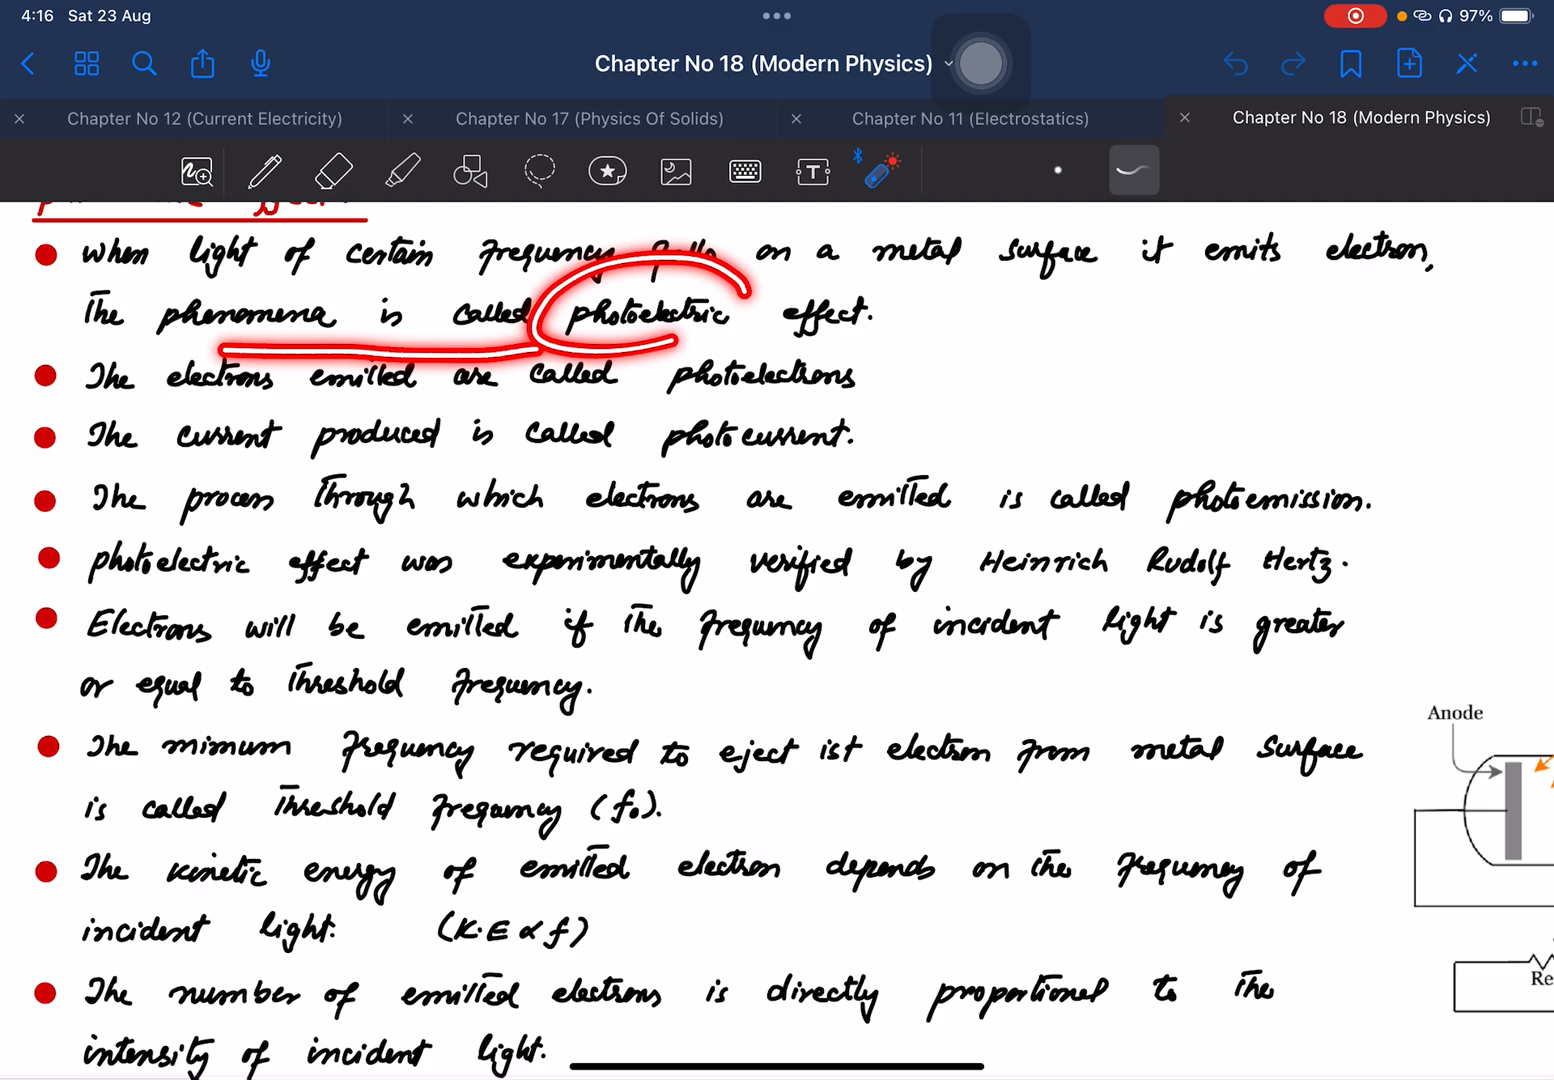 4:16 Sat 23 Aug
97%
Chapter No 18 (Modern Physics)
Chapter No 12 (Current Electricity)
Chapter No 17 (Physics Of Solids)
Chapter No 11 (Electrostatics)
Chapter No 18 (Modern Physics)
When light of certain frequency falls on a metal surface it emits electron,
The phenomena is called photoelectric effect.
The electrons emitted are called photoelectrons
The current produced is called photocurrent.
The process through which electrons are emitted is called photoemission.
photoelectric effect was experimentally verified by Heinrich Rudolf Hertz.
Electrons will be emitted if the frequency of incident light is greater
or equal to Threshold frequency.
Anode
The mimum frequency required to eject ist electron from metal surface
is called Threshold frequency (f₀).
The kinetic energy of emitted electron depends on the frequency of
incident light. (K.E ∝ f)
Re
The number of emitted electrons is directly proportional to the
intensity of incident light.